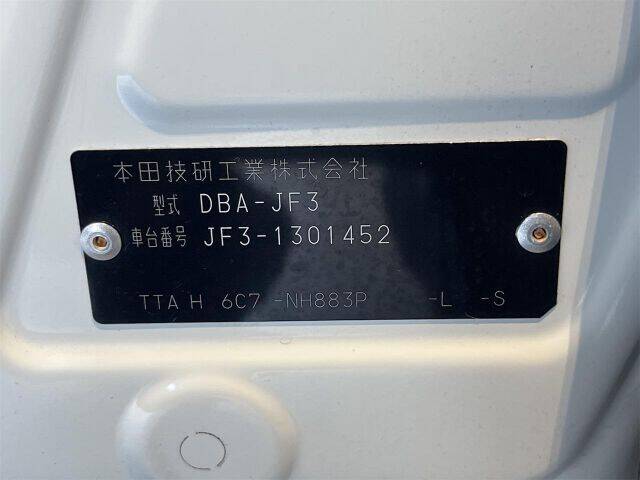 本田技研工業株式会社
型式 DBA-JF3
車台番号 JF3-1301452
TTA H 6C7 -NH883P -L -S